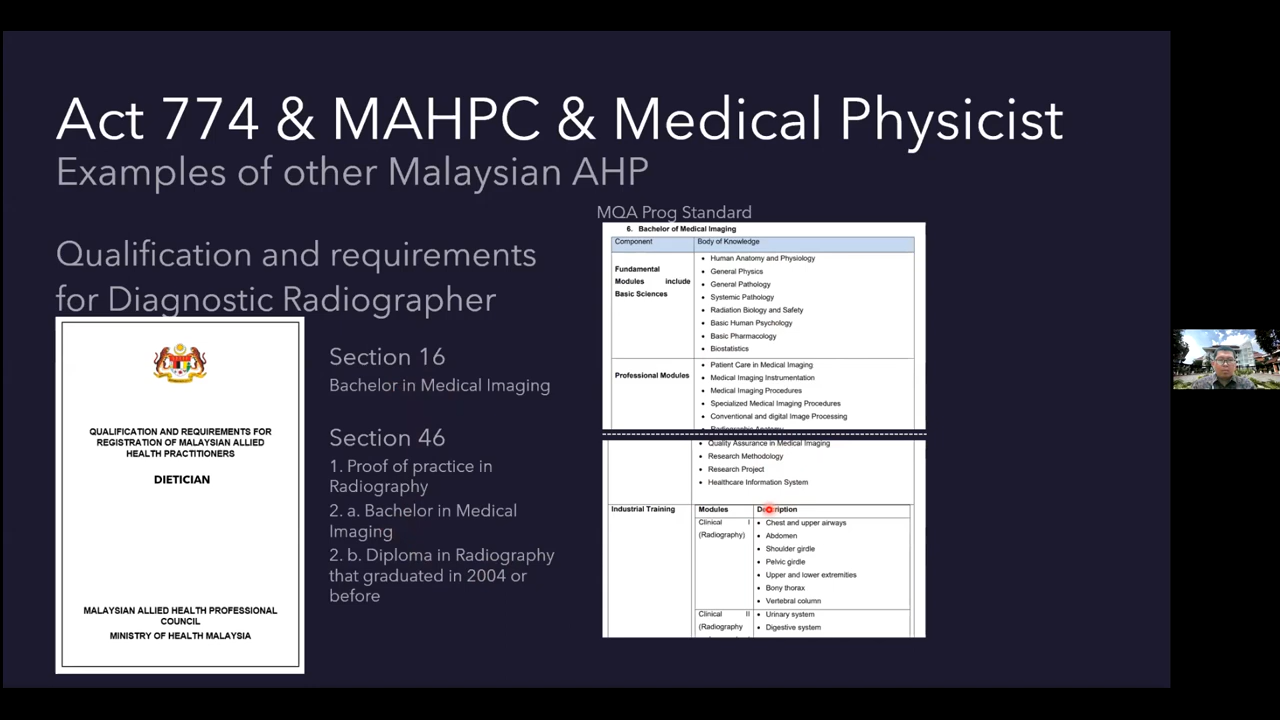 Act 774 & MAHPC & Medical Physicist
Examples of other Malaysian AHP
Qualification and requirements
for Diagnostic Radiographer
QUALIFICATION AND REQUIREMENTS FOR
REGISTRATION OF MALAYSIAN ALLIED
HEALTH PRACTITIONERS
DIETICIAN
MALAYSIAN ALLIED HEALTH PROFESSIONAL
COUNCIL
MINISTRY OF HEALTH MALAYSIA
Section 16
Bachelor in Medical Imaging
Section 46
1. Proof of practice in
Radiography
2. a. Bachelor in Medical
Imaging
2. b. Diploma in Radiography
that graduated in 2004 or
before
MQA Prog Standard
6. Bachelor of Medical Imaging
Component Body of Knowledge
Fundamental
Modules include
Basic Sciences
• Human Anatomy and Physiology
• General Physics
• General Pathology
• Systemic Pathology
• Radiation Biology and Safety
• Basic Human Psychology
• Basic Pharmacology
• Biostatistics
Professional Modules
• Patient Care in Medical Imaging
• Medical Imaging Instrumentation
• Medical Imaging Procedures
• Specialized Medical Imaging Procedures
• Conventional and digital Image Processing
• Radiographic Anatomy
• Quality Assurance in Medical Imaging
• Research Methodology
• Research Project
• Healthcare Information System
Industrial Training Modules Description
Clinical I
(Radiography)
• Chest and upper airways
• Abdomen
• Shoulder girdle
• Pelvic girdle
• Upper and lower extremities
• Bony thorax
• Vertebral column
Clinical II
(Radiography
• Urinary system
• Digestive system